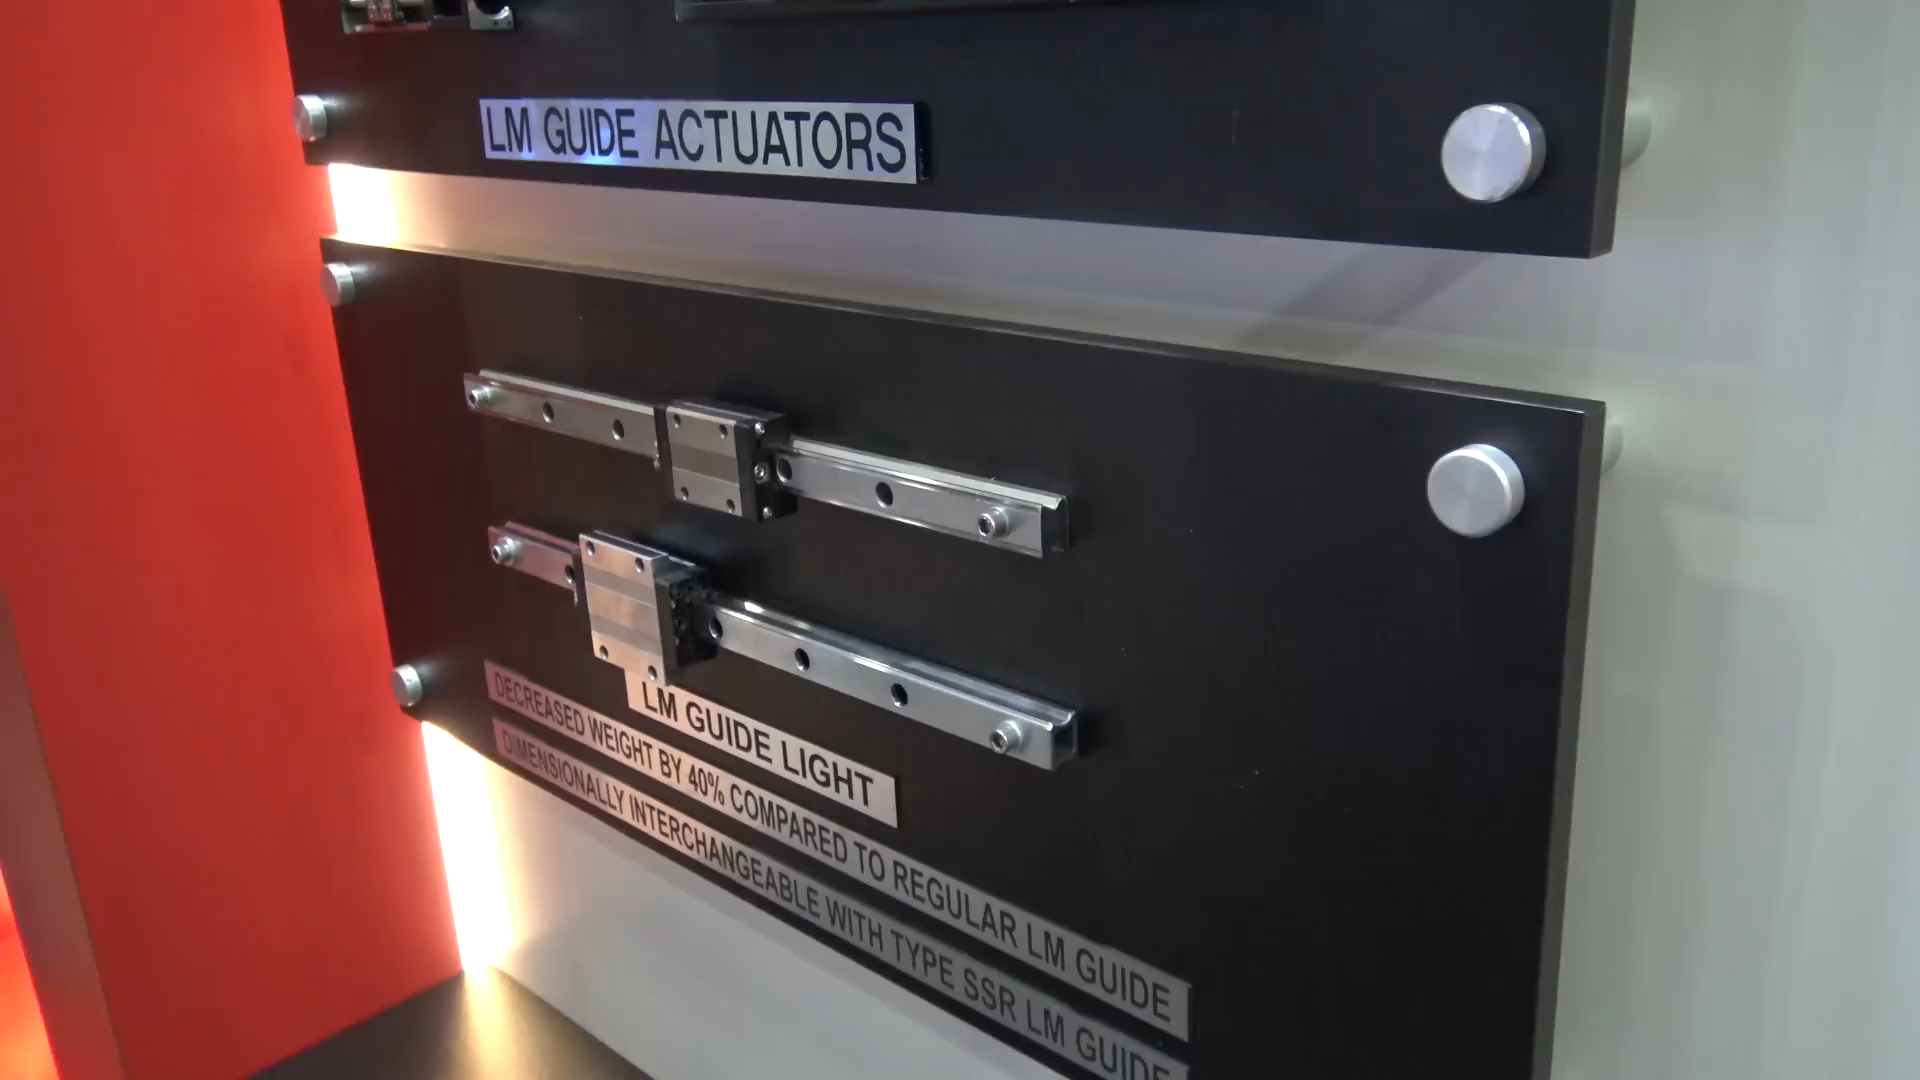 LM GUIDE ACTUATORS
LM GUIDE LIGHT
DECREASED WEIGHT BY 40% COMPARED TO REGULAR LM GUIDE
DIMENSIONALLY INTERCHANGEABLE WITH TYPE SSR LM GUIDE